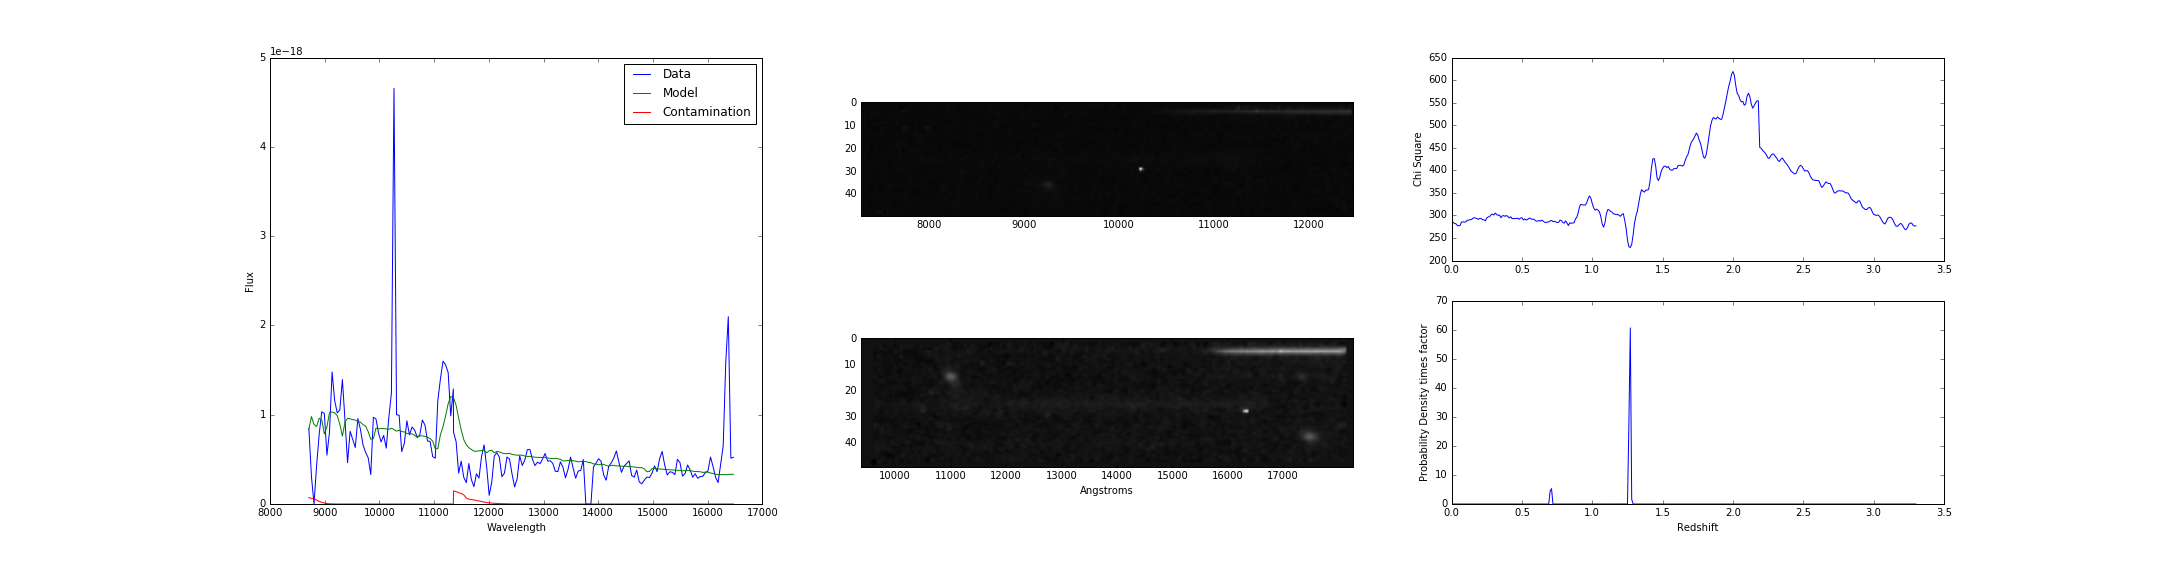 1e−18
5
4
3
2
1
0
Flux
8000 9000 10000 11000 12000 13000 14000 15000 16000 17000
Wavelength
Data
Model
Contamination
0
10
20
30
40
8000 9000 10000 11000 12000
0
10
20
30
40
10000 11000 12000 13000 14000 15000 16000 17000
Angstroms
650
600
550
500
450
400
350
300
250
200
Chi Square
0.0 0.5 1.0 1.5 2.0 2.5 3.0 3.5
70
60
50
40
30
20
10
0
Probability Density times factor
0.0 0.5 1.0 1.5 2.0 2.5 3.0 3.5
Redshift